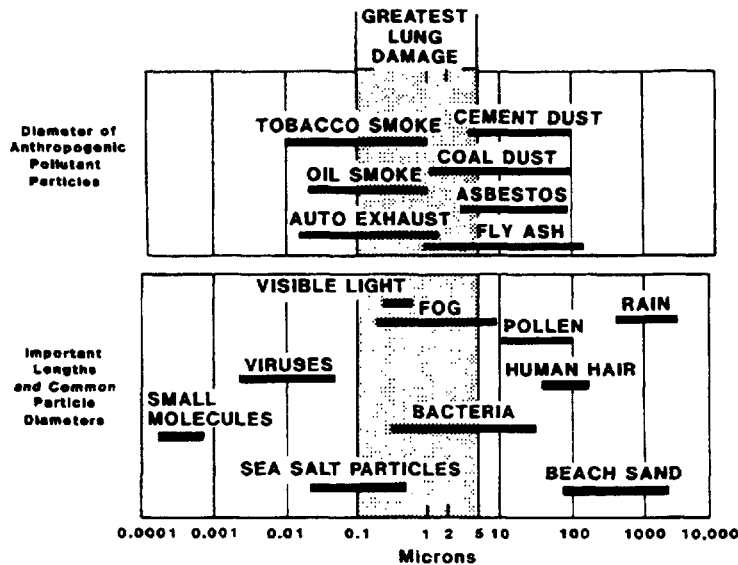 GREATEST
LUNG
DAMAGE
Diameter of
Anthropogenic
Pollutant
Particles
TOBACCO SMOKE
CEMENT DUST
COAL DUST
OIL SMOKE
ASBESTOS
AUTO EXHAUST
FLY ASH
VISIBLE LIGHT
FOG
RAIN
POLLEN
Important
Lengths
and Common
Particle
Diameters
VIRUSES
HUMAN HAIR
SMALL
MOLECULES
BACTERIA
SEA SALT PARTICLES
BEACH SAND
0.0001 0.001 0.01 0.1 1 2 5 10 100 1000 10,000
Microns